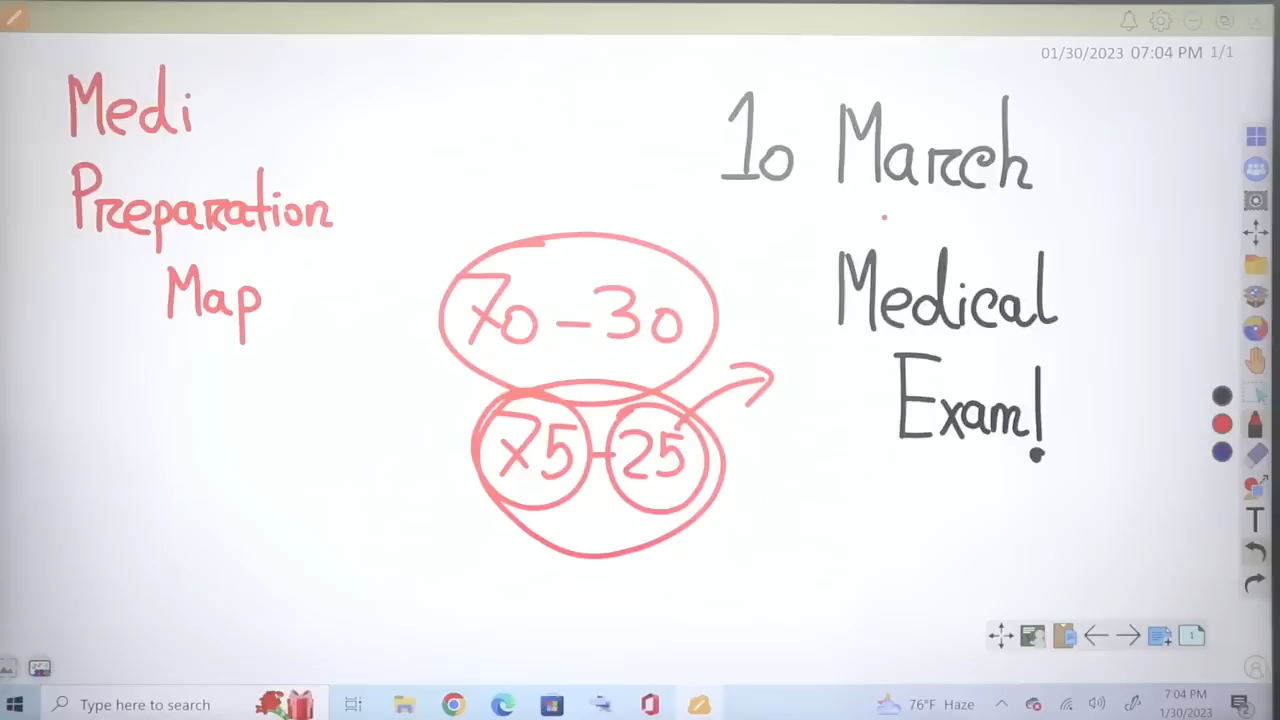 01/30/2023 07:04 PM 1/1
Medi
Preparation
Map
10 March
Medical
Exam!
70 - 30
75 - 25
T
1
Type here to search
76°F Haze
7:04 PM
1/30/2023